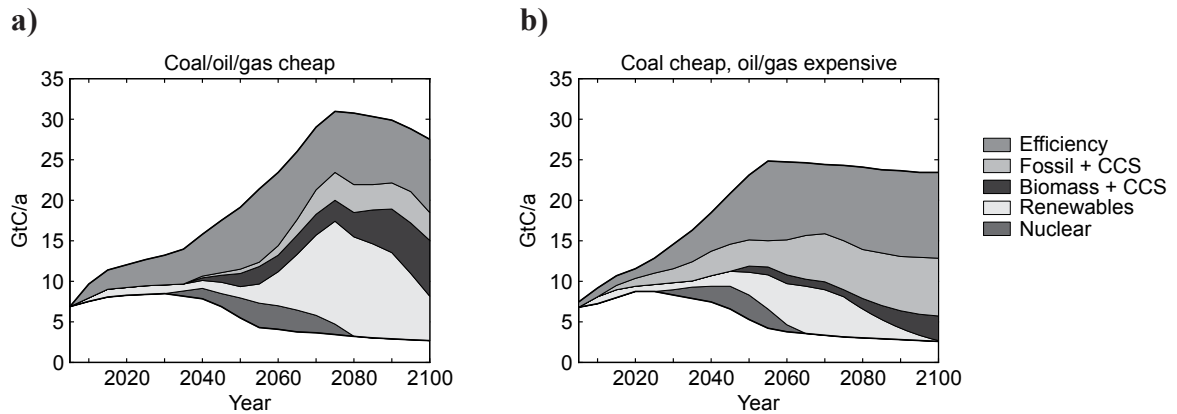 a)
Coal/oil/gas cheap
35
30
25
20
15
10
5
0
GtC/a
2020 2040 2060 2080 2100
Year
b)
Coal cheap, oil/gas expensive
35
30
25
20
15
10
5
0
GtC/a
2020 2040 2060 2080 2100
Year
Efficiency
Fossil + CCS
Biomass + CCS
Renewables
Nuclear